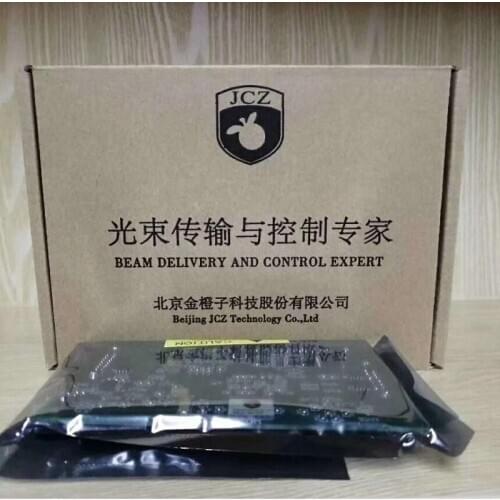 JCZ
光束传输与控制专家
BEAM DELIVERY AND CONTROL EXPERT
北京金橙子科技股份有限公司
Beijing JCZ Technology Co.,Ltd
CAUTION